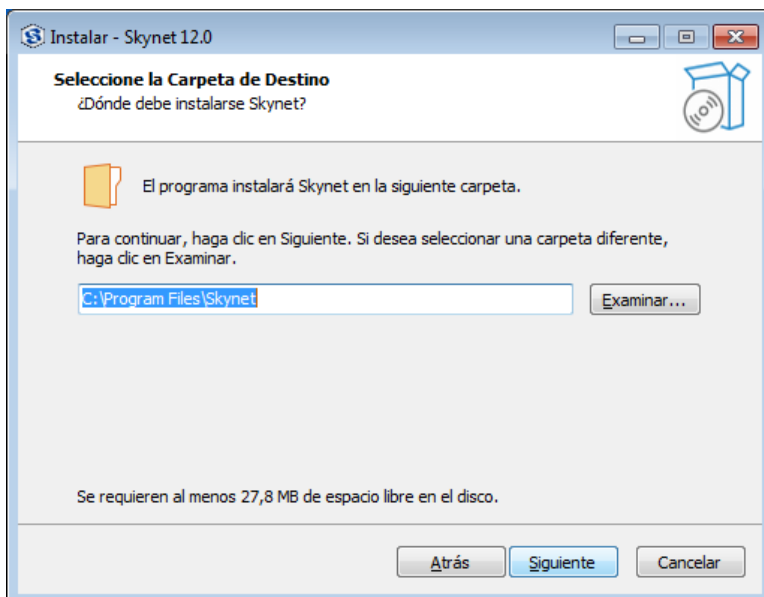 Instalar - Skynet 12.0
Seleccione la Carpeta de Destino
¿Dónde debe instalarse Skynet?
El programa instalará Skynet en la siguiente carpeta.
Para continuar, haga clic en Siguiente. Si desea seleccionar una carpeta diferente,
haga clic en Examinar.
C:\Program Files\Skynet
Examinar...
Se requieren al menos 27,8 MB de espacio libre en el disco.
Atrás
Siguiente
Cancelar